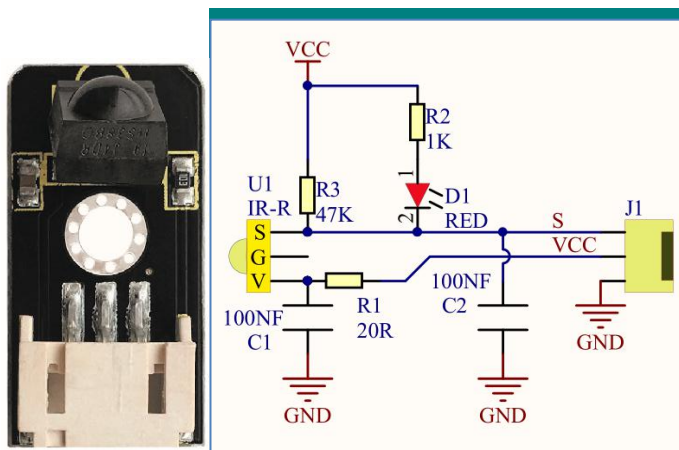 VCC
R2
1K
1
D1
2
RED
U1
IR-R
R3
47K
S
G
V
S
VCC
J1
100NF
C1
R1
20R
100NF
C2
GND
GND
GND